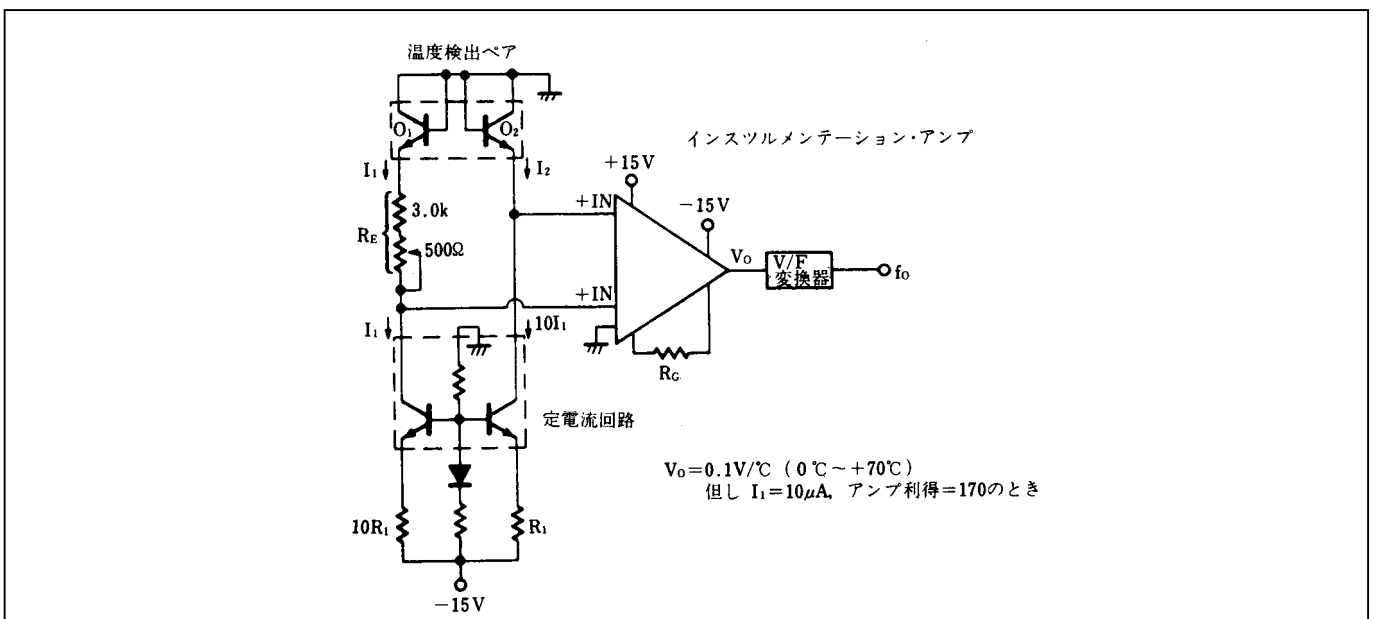 温度検出ペア
O₁
O₂
I₁
I₂
3.0k
RE
500Ω
I₁
10I₁
インスツルメンテーション・アンプ
+15V
-15V
+IN
+IN
VO
V/F
変換器
fO
RG
定電流回路
10R₁
R₁
-15V
VO=0.1V/℃ (0℃~+70℃)
但し I₁=10μA, アンプ利得=170のとき